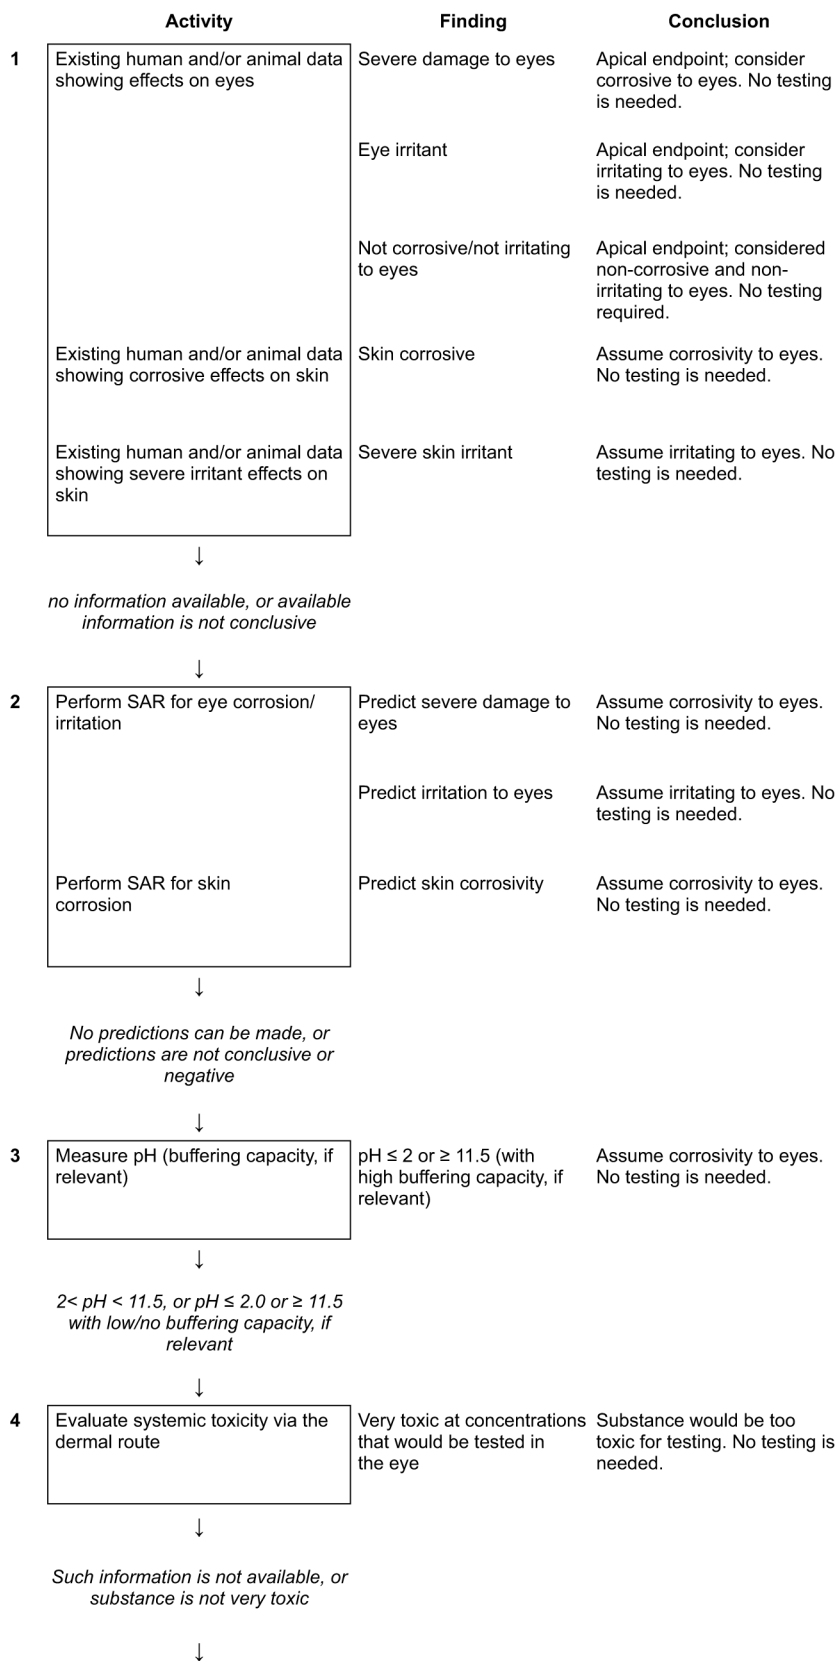 Activity Finding Conclusion
1 Existing human and/or animal data Severe damage to eyes Apical endpoint; consider
showing effects on eyes corrosive to eyes. No testing
is needed.
Eye irritant Apical endpoint; consider
irritating to eyes. No testing
is needed.
Not corrosive/not irritating Apical endpoint; considered
to eyes non-corrosive and non-
irritating to eyes. No testing
required.
Existing human and/or animal data Skin corrosive Assume corrosivity to eyes.
showing corrosive effects on skin No testing is needed.
Existing human and/or animal data Severe skin irritant Assume irritating to eyes. No
showing severe irritant effects on testing is needed.
skin
↓
no information available, or available
information is not conclusive
↓
2 Perform SAR for eye corrosion/ Predict severe damage to Assume corrosivity to eyes.
irritation eyes No testing is needed.
Predict irritation to eyes Assume irritating to eyes. No
testing is needed.
Perform SAR for skin Predict skin corrosivity Assume corrosivity to eyes.
corrosion No testing is needed.
↓
No predictions can be made, or
predictions are not conclusive or
negative
↓
3 Measure pH (buffering capacity, if pH ≤ 2 or ≥ 11.5 (with Assume corrosivity to eyes.
relevant) high buffering capacity, if No testing is needed.
relevant)
↓
2< pH < 11.5, or pH ≤ 2.0 or ≥ 11.5
with low/no buffering capacity, if
relevant
↓
4 Evaluate systemic toxicity via the Very toxic at concentrations Substance would be too
dermal route that would be tested in toxic for testing. No testing is
the eye needed.
↓
Such information is not available, or
substance is not very toxic
↓